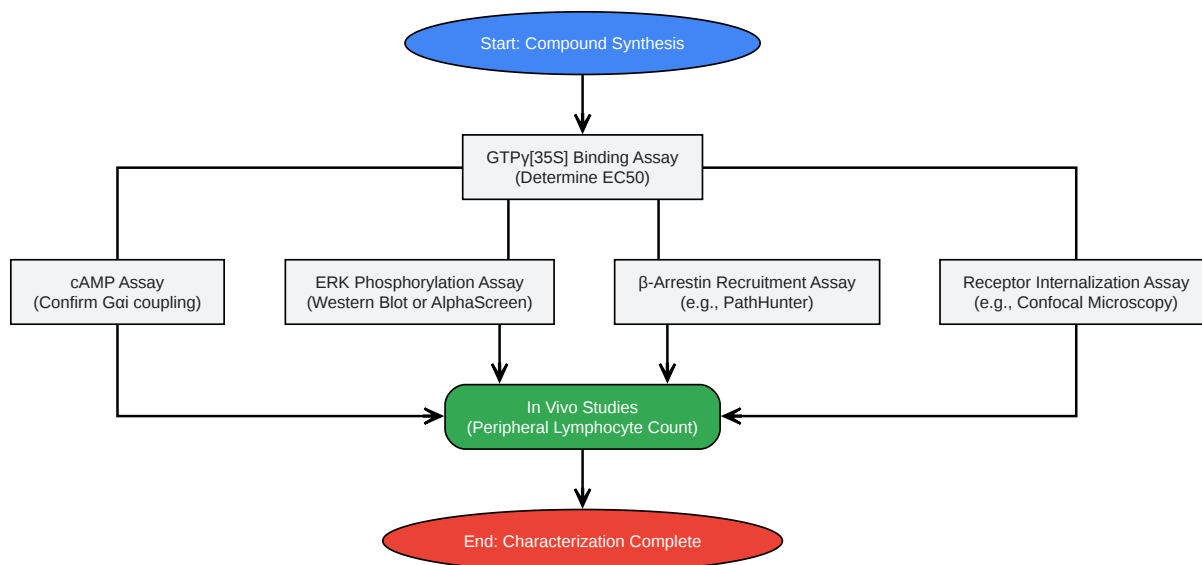 Start: Compound Synthesis
GTPγ[35S] Binding Assay
(Determine EC50)
cAMP Assay
(Confirm Gαi coupling)
ERK Phosphorylation Assay
(Western Blot or AlphaScreen)
β-Arrestin Recruitment Assay
(e.g., PathHunter)
Receptor Internalization Assay
(e.g., Confocal Microscopy)
In Vivo Studies
(Peripheral Lymphocyte Count)
End: Characterization Complete